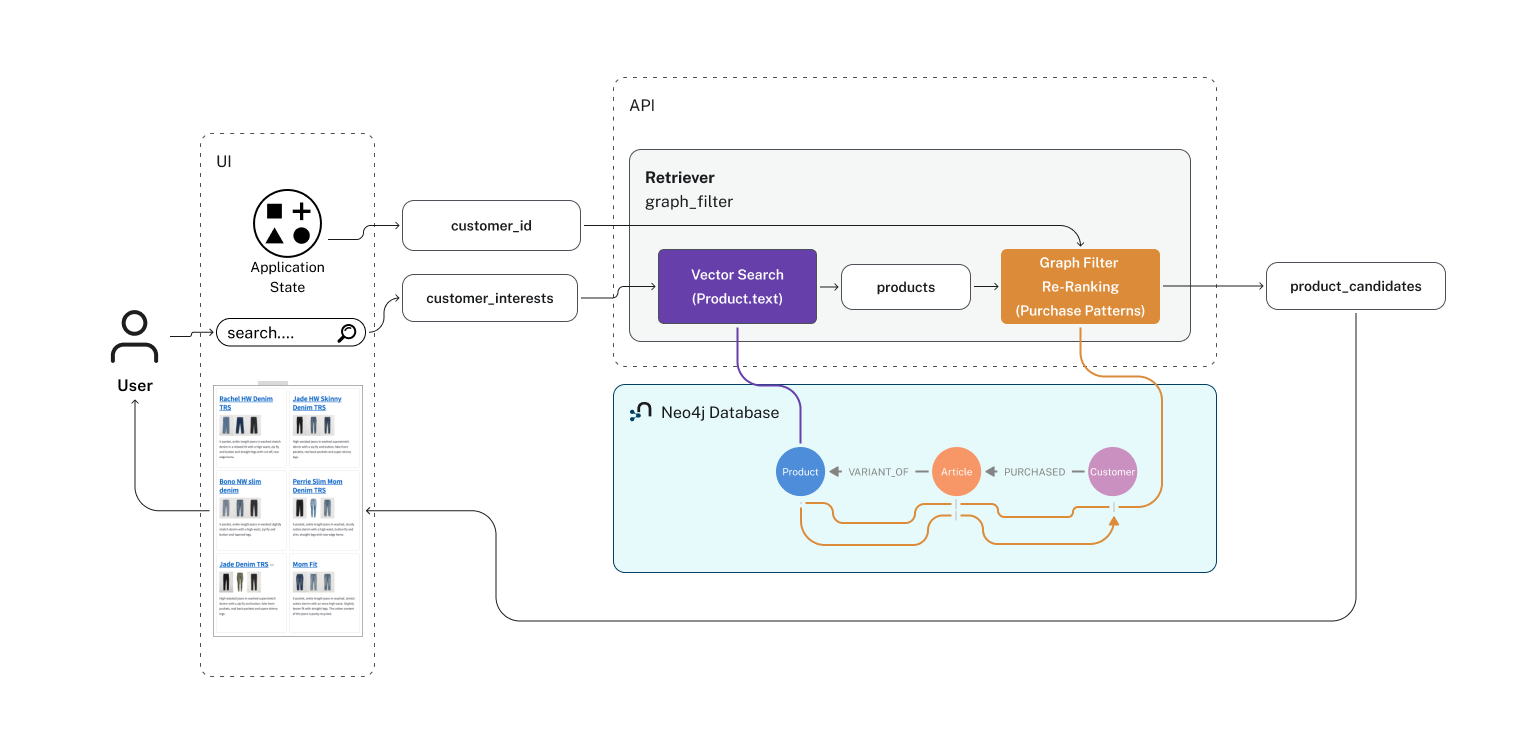 API
UI
Retriever
graph_filter
customer_id
Application
State
Vector Search
(Product.text)
products
Graph Filter
Re-Ranking
(Purchase Patterns)
product_candidates
customer_interests
search....
User
Rachel HW Denim
TRS
Jade HW Skinny
Denim TRS
Bono NW slim
denim
Perrie Slim Mom
Denim TRS
Jade Denim TRS --
Mom Fit
Neo4j Database
Product
VARIANT_OF
Article
PURCHASED
Customer